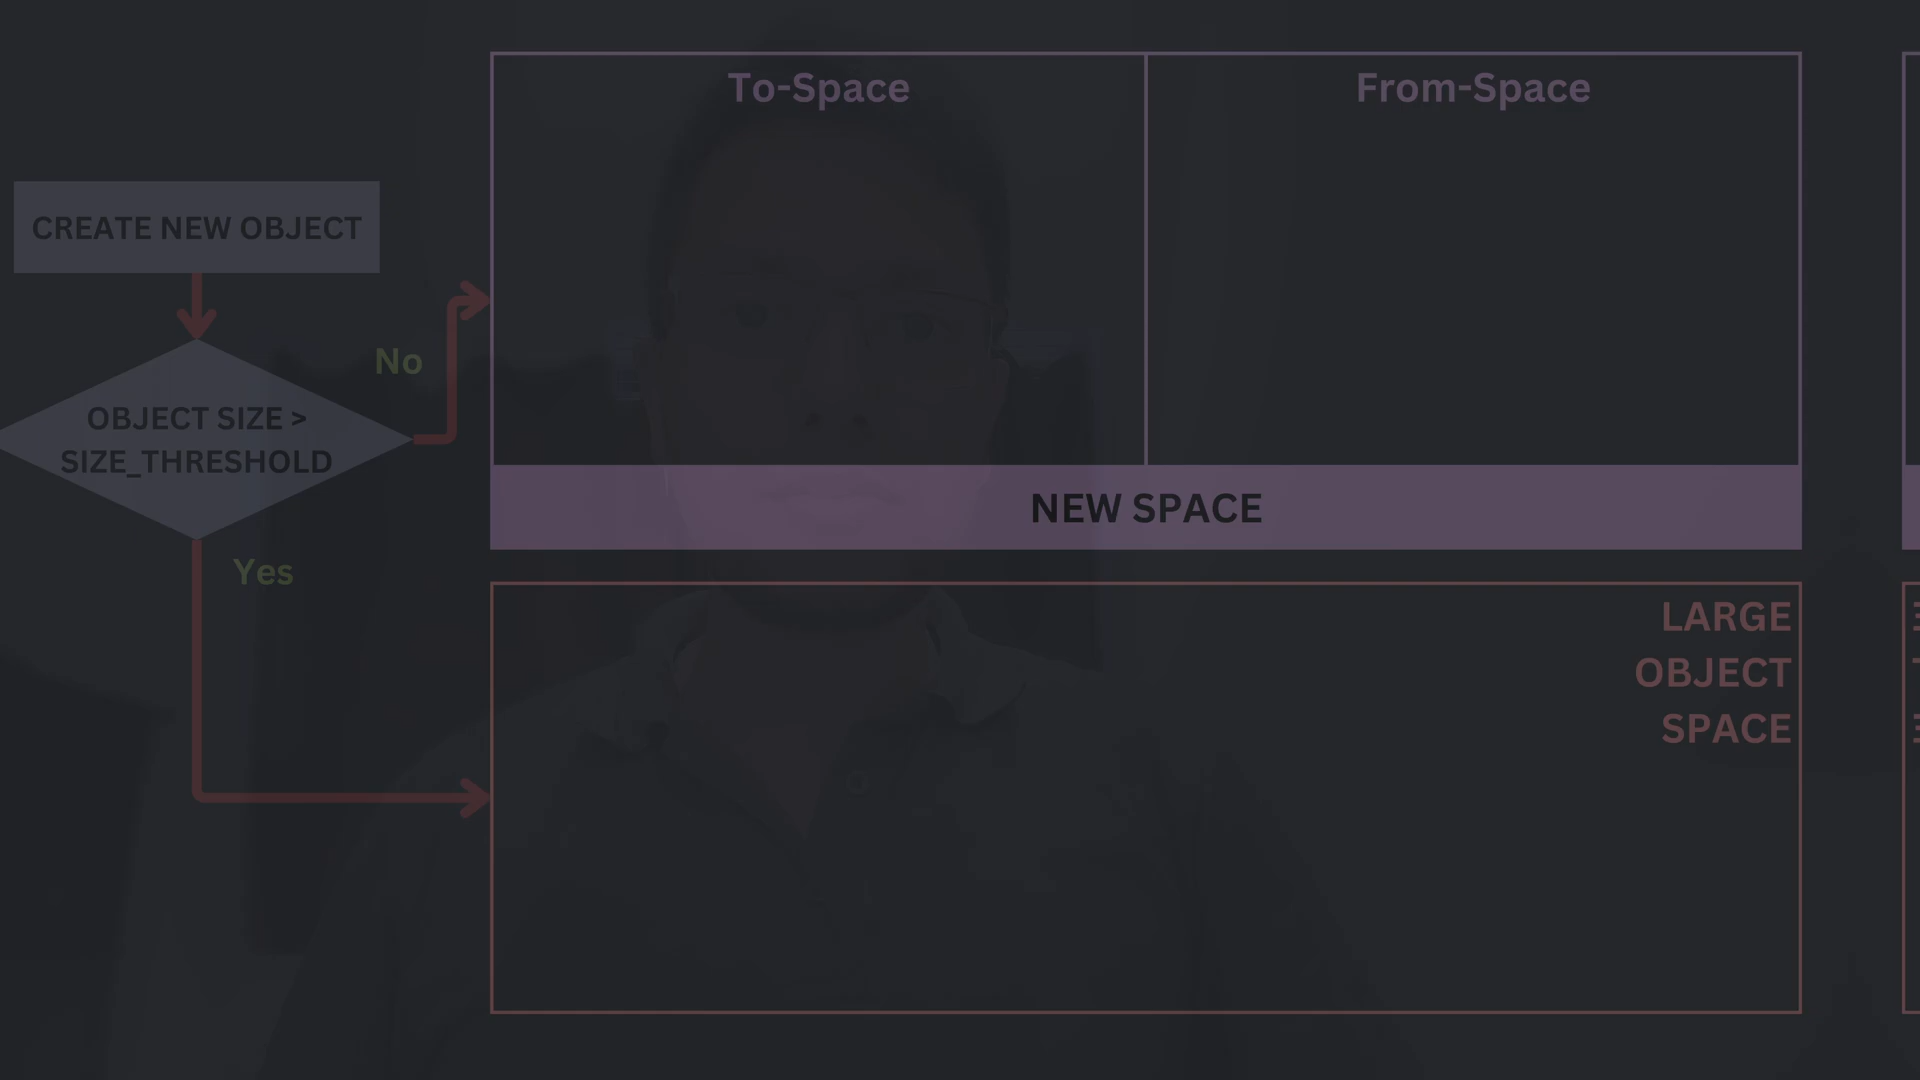 To-Space
From-Space
CREATE NEW OBJECT
No
OBJECT SIZE >
SIZE_THRESHOLD
NEW SPACE
Yes
LARGE
OBJECT
SPACE